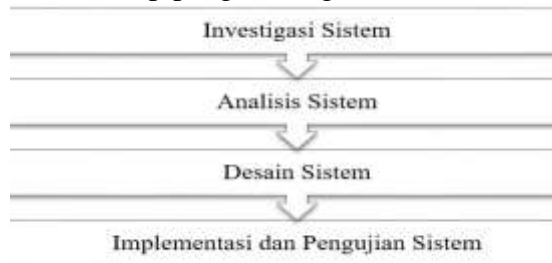 Investigasi Sistem
Analisis Sistem
Desain Sistem
Implementasi dan Pengujian Sistem